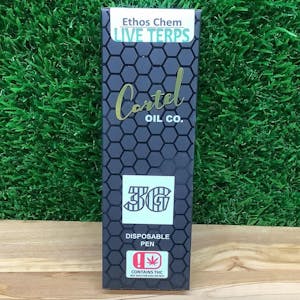 Ethos Chem
LIVE TERPS
Cartel
OIL CO.
3G
DISPOSABLE
PEN
CONTAINS THC